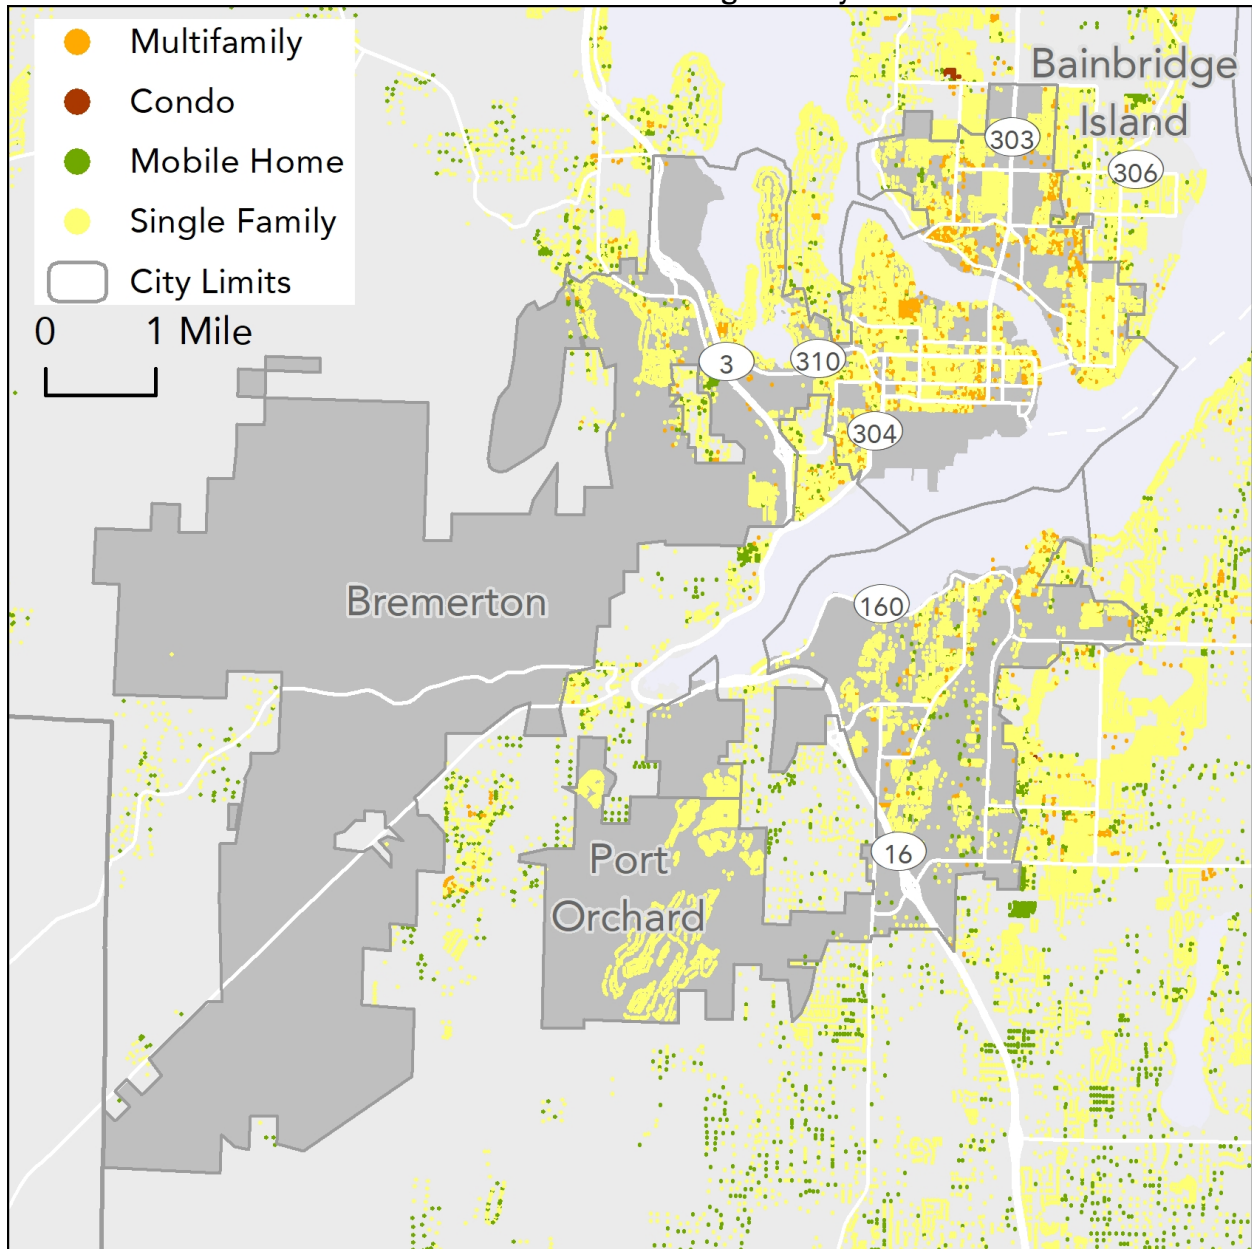 Multifamily
Condo
Mobile Home
Single Family
City Limits
0 1 Mile
Bainbridge
Island
303
306
3
310
304
Bremerton
160
Port
Orchard
16